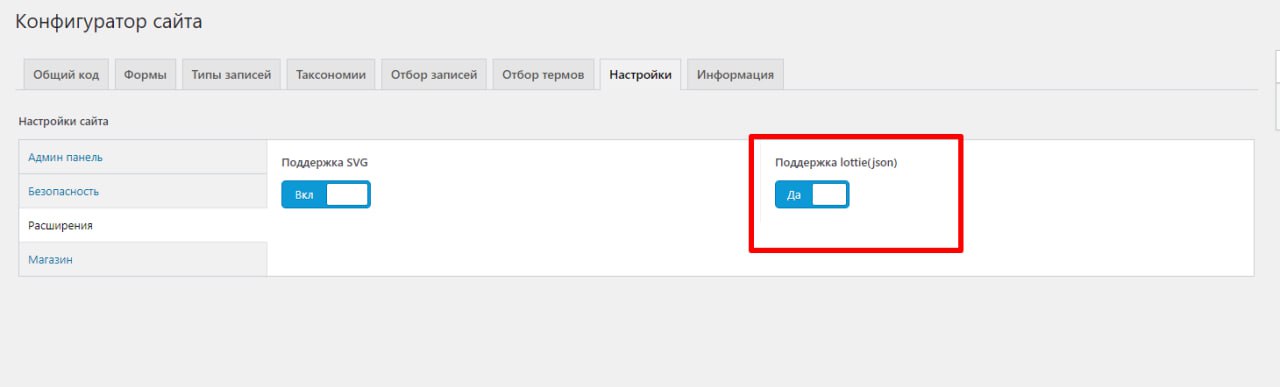 Конфигуратор сайта
Общий код Формы Типы записей Таксономии Отбор записей Отбор термов Настройки Информация
Настройки сайта
Админ панель
Безопасность
Расширения
Магазин
Поддержка SVG
Вкл
Поддержка lottie(json)
Да